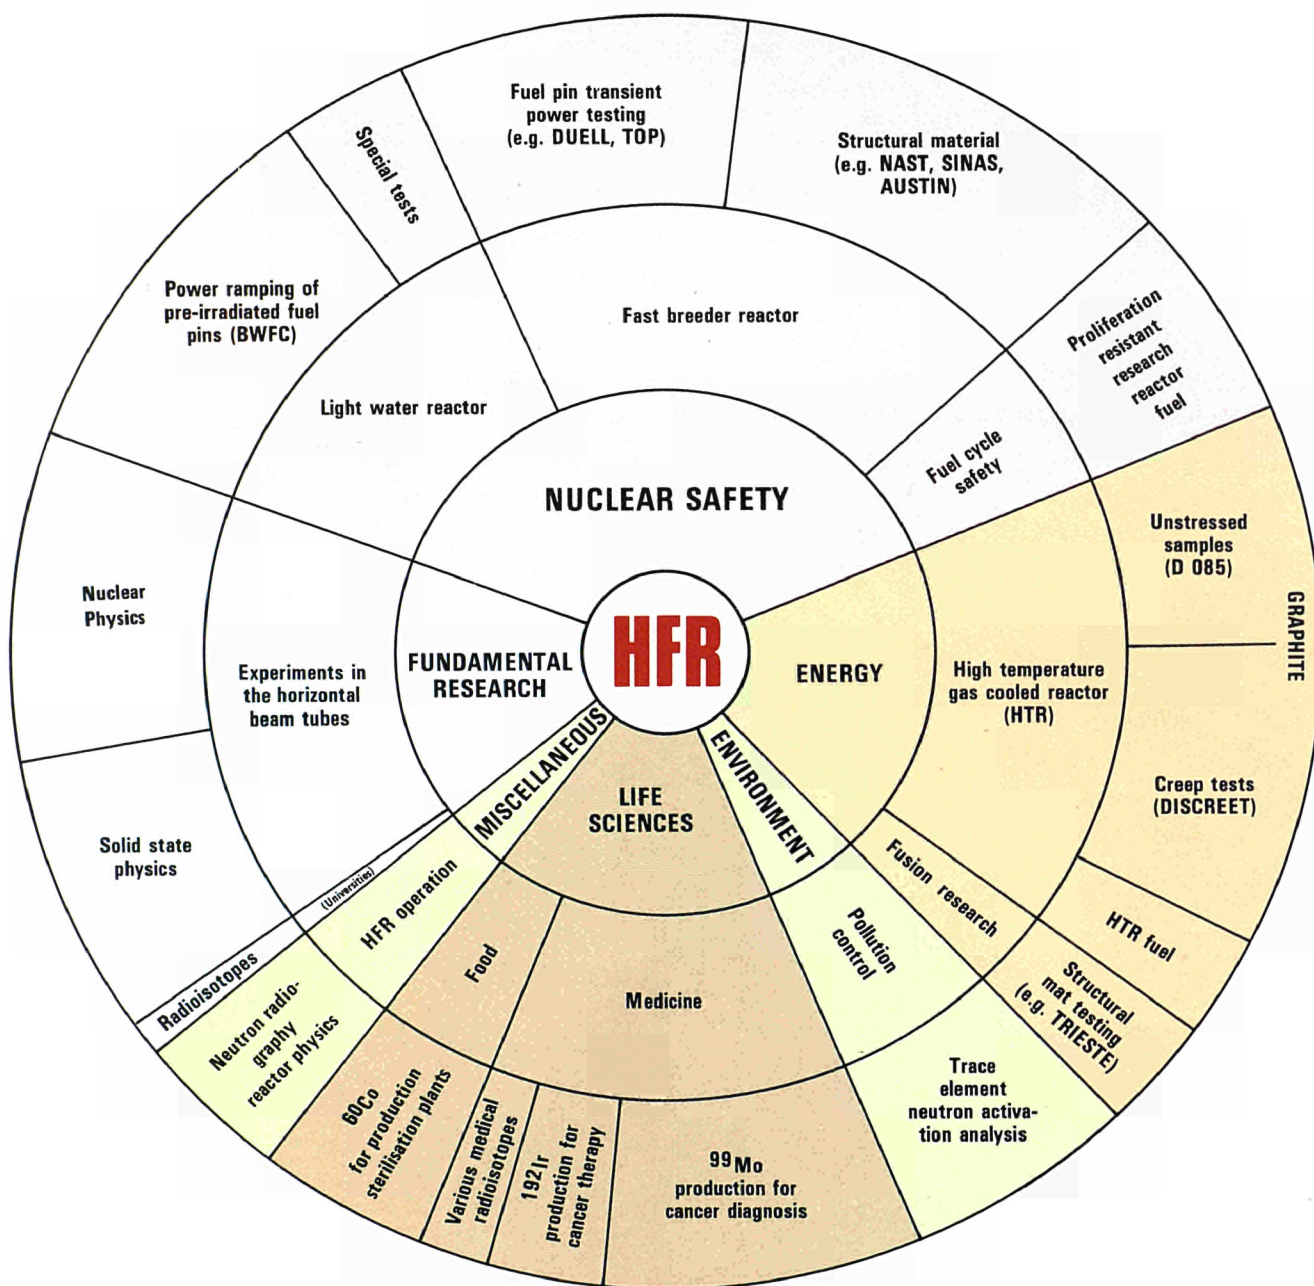 HFR
NUCLEAR SAFETY
Light water reactor
Power ramping of
pre-irradiated fuel
pins (BWFC)
Special tests
Fast breeder reactor
Fuel pin transient
power testing
(e.g. DUELL, TOP)
Structural material
(e.g. NAST, SINAS,
AUSTIN)
Fuel cycle
safety
Proliferation
resistant
research
reactor
fuel
ENERGY
High temperature
gas cooled reactor
(HTR)
Unstressed
samples
(D 085)
GRAPHITE
Creep tests
(DISCREET)
HTR fuel
Fusion research
Structural
mat testing
(e.g. TRIESTE)
ENVIRONMENT
Pollution
control
Trace
element
neutron activa-
tion analysis
LIFE
SCIENCES
Medicine
99Mo
production for
cancer diagnosis
192Ir
production for
cancer therapy
Various medical
radioisotopes
Food
60Co
for production
sterilisation plants
MISCELLANEOUS
HFR operation
Neutron radio-
graphy
reactor physics
(Universities)
Radioisotopes
FUNDAMENTAL
RESEARCH
Experiments in
the horizontal
beam tubes
Solid state
physics
Nuclear
Physics